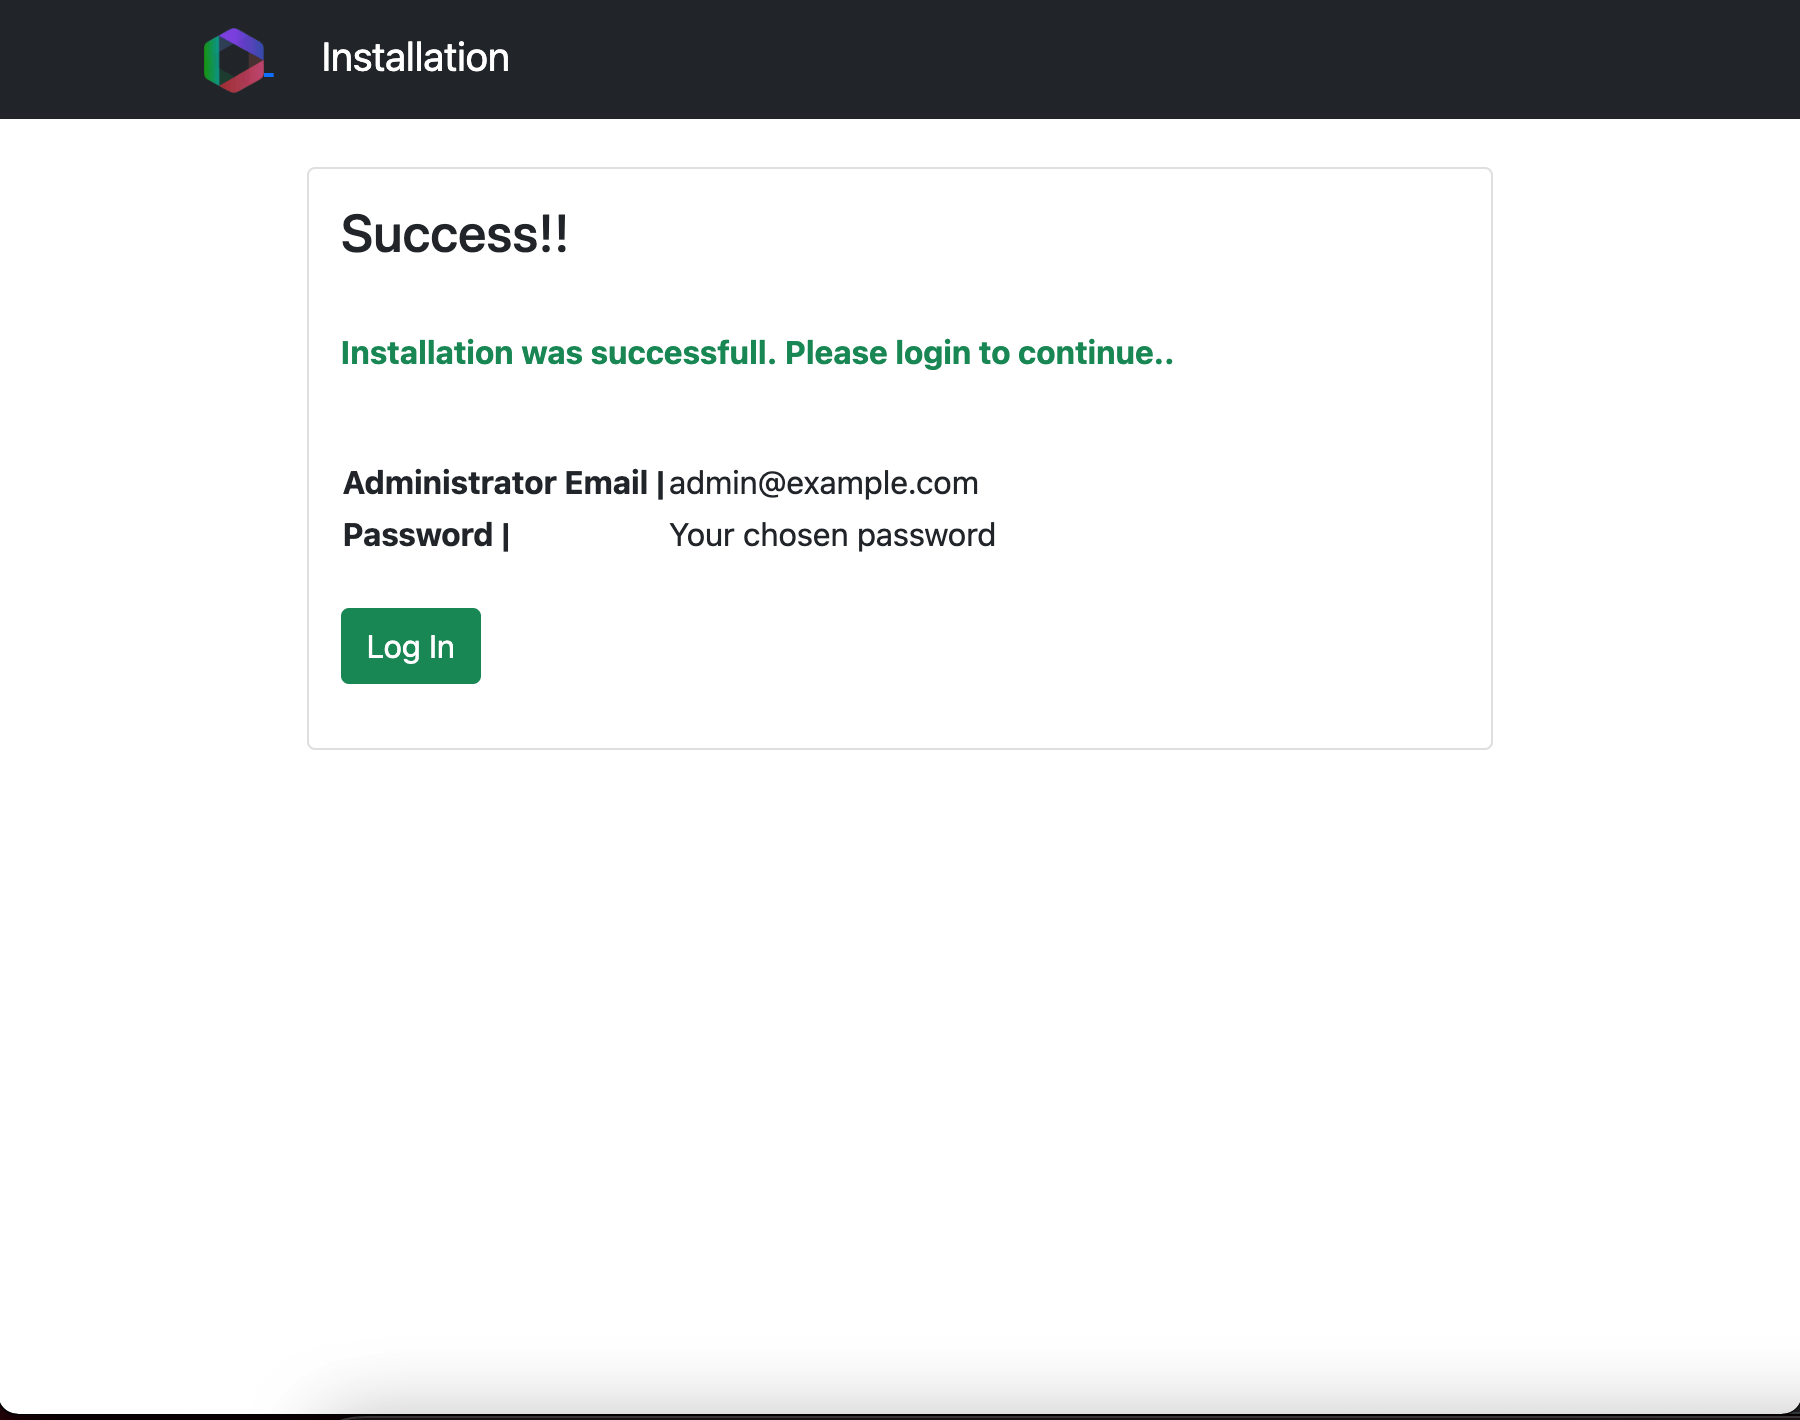 Installation
Success!!
Installation was successfull. Please login to continue..
Administrator Email | admin@example.com
Password | Your chosen password
Log In